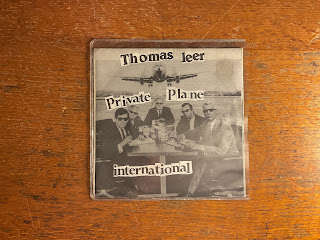 Thomas leer
Private Plane
international